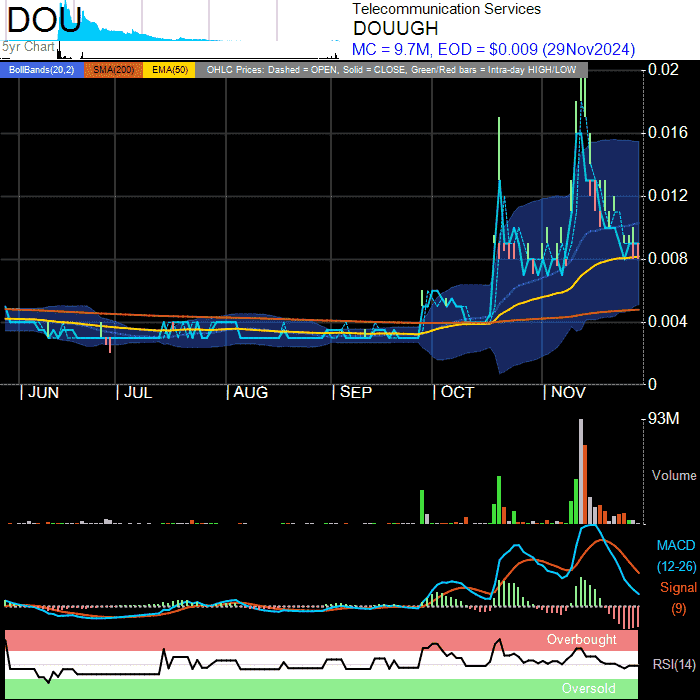 DOU
5yr Chart
Telecommunication Services
DOUUGH
MC = 9.7M, EOD = $0.009 (29Nov2024)
BollBands(20,2) SMA(200) EMA(50) OHLC Prices: Dashed = OPEN, Solid = CLOSE, Green/Red bars = Intra-day HIGH/LOW
0.02
0.016
0.012
0.008
0.004
0
JUN JUL AUG SEP OCT NOV
93M
Volume
MACD
(12-26)
Signal
(9)
Overbought
RSI(14)
Oversold